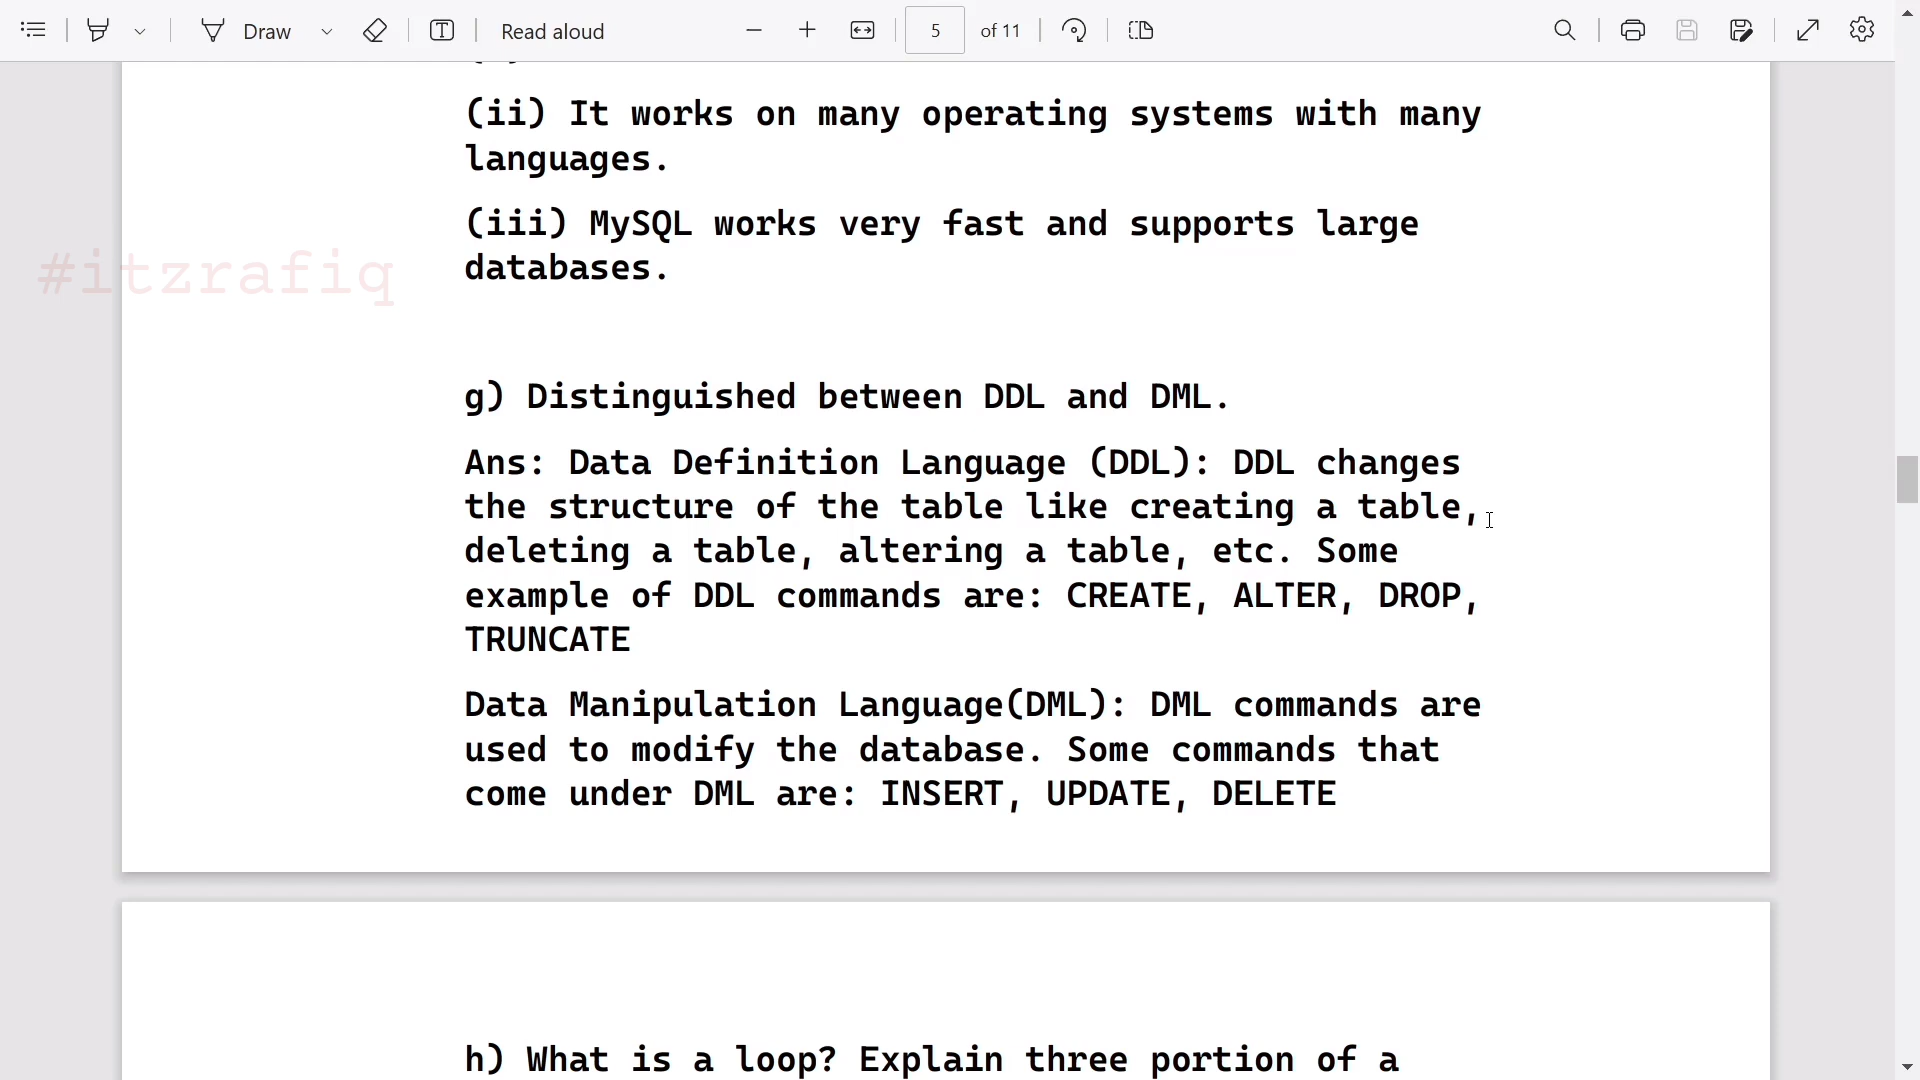 Draw
Read aloud
5 of 11
(ii) It works on many operating systems with many
languages.
(iii) MySQL works very fast and supports large
databases.
#itzrafiq
g) Distinguished between DDL and DML.
Ans: Data Definition Language (DDL): DDL changes
the structure of the table like creating a table,
deleting a table, altering a table, etc. Some
example of DDL commands are: CREATE, ALTER, DROP,
TRUNCATE
Data Manipulation Language(DML): DML commands are
used to modify the database. Some commands that
come under DML are: INSERT, UPDATE, DELETE
h) What is a loop? Explain three portion of a